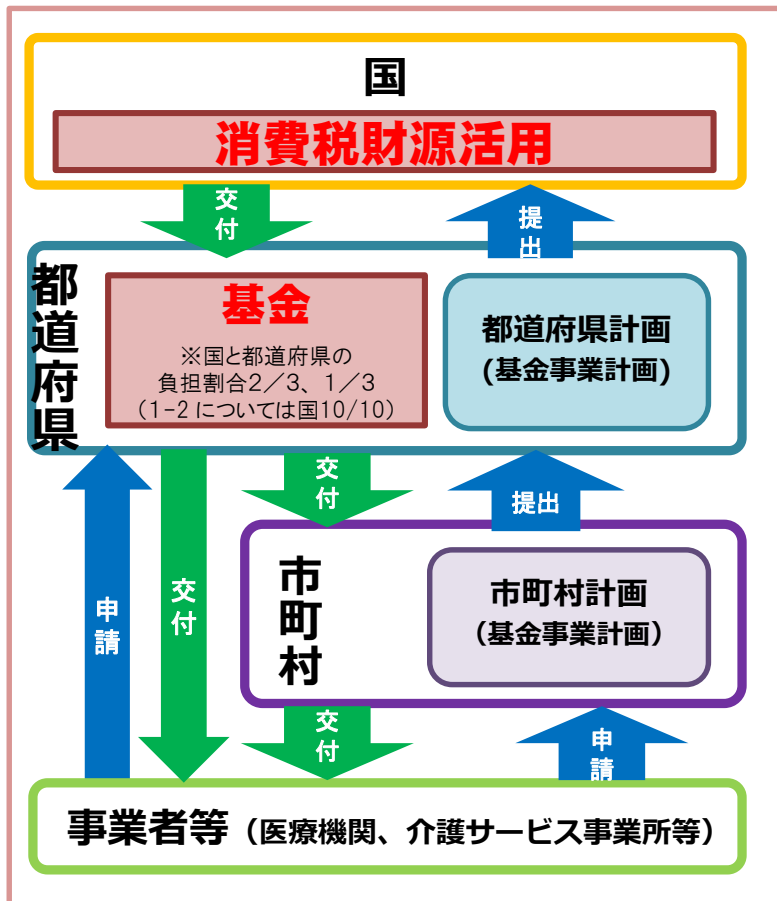 国
消費税財源活用
交付
提出
都道府県
基金
※国と都道府県の
負担割合2／3、1／3
（1-2 については国10/10）
都道府県計画
(基金事業計画)
申請
交付
交付
提出
市町村
市町村計画
（基金事業計画）
交付
申請
事業者等（医療機関、介護サービス事業所等）